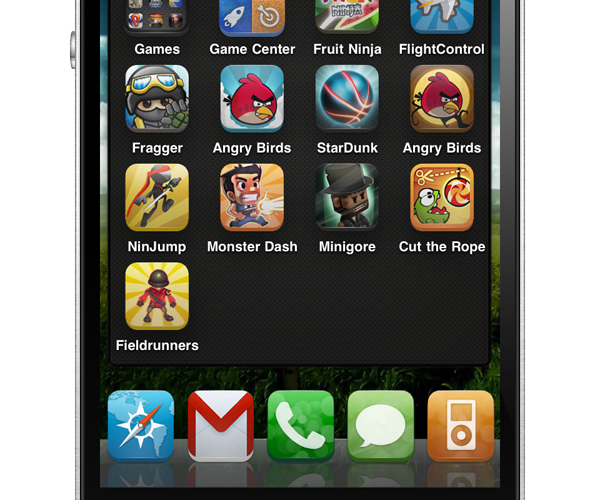 Games Game Center Fruit Ninja FlightControl
NINJA
Fragger Angry Birds StarDunk Angry Birds
NinJump Monster Dash Minigore Cut the Rope
Fieldrunners